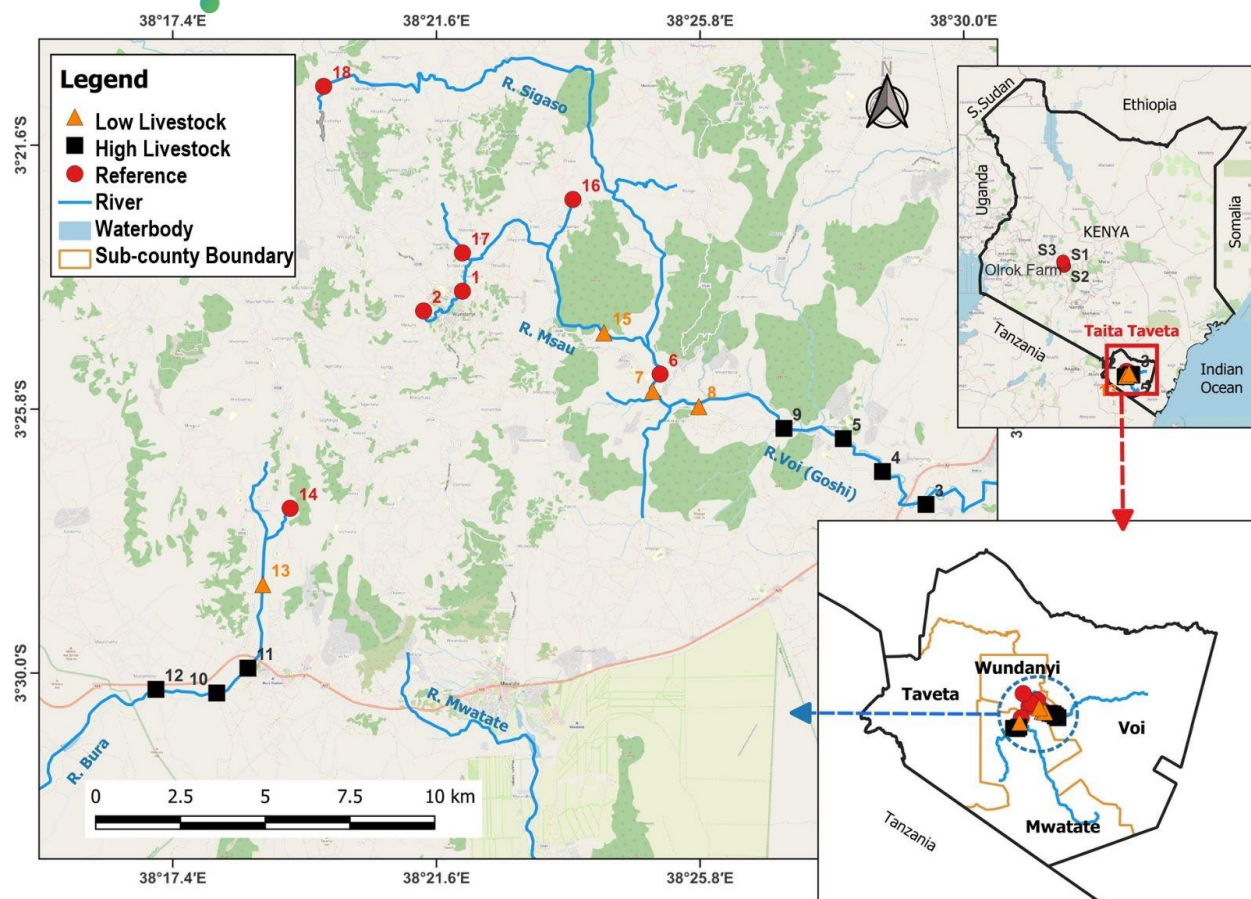 38°17.4'E
38°21.6'E
38°25.8'E
38°30.0'E
3°21.6'S
3°25.8'S
3°30.0'S
Legend
Low Livestock
High Livestock
Reference
River
Waterbody
Sub-county Boundary
18
R. Sigaso
N
16
17
1
2
15
R. Msau
6
7
8
9
5
4
3
R.Voi (Goshi)
14
13
11
12
10
R. Bura
R. Mwatate
0
2.5
5
7.5
10 km
38°17.4'E
38°21.6'E
38°25.8'E
S.Sudan
Ethiopia
Uganda
Somalia
KENYA
S3
S1
Olrok Farm
S2
Tanzania
Taita Taveta
12
3
5
Indian
Ocean
Wundanyi
Taveta
Voi
Mwatate
Tanzania